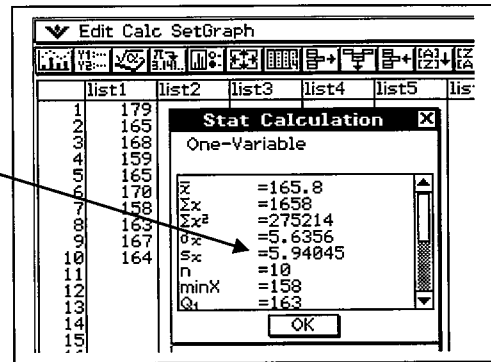 Edit Calc SetGraph
list1 list2 list3 list4 list5 lis
1 179
2 165
3 168
4 159
5 165
6 170
7 158
8 163
9 167
10 164
11
12
13
14
15
Stat Calculation X
One-Variable
x̄ =165.8
Σx =1658
Σx² =275214
σx =5.6356
sx =5.94045
n =10
minX =158
Q₁ =163
OK